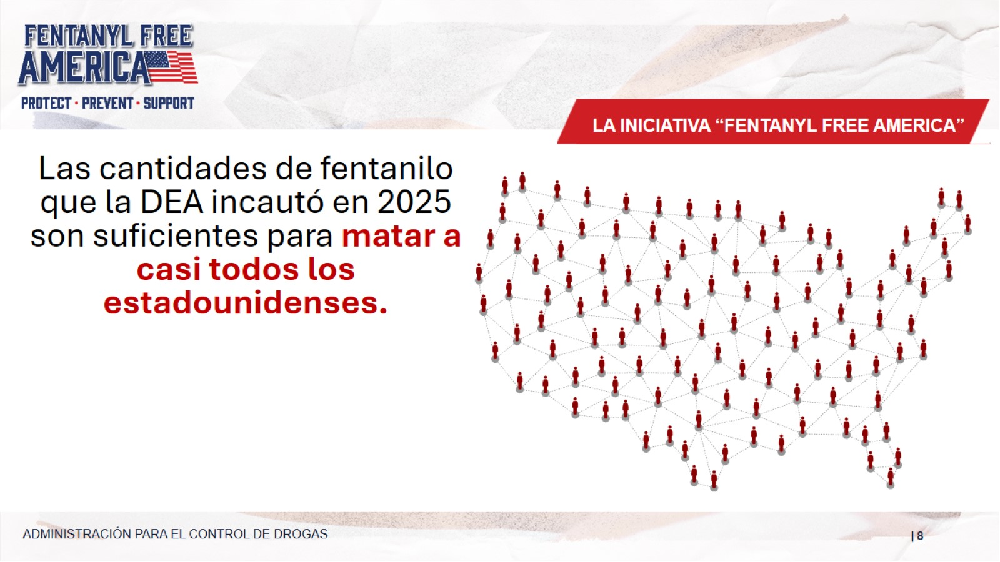 FENTANYL FREE
AMERICA
PROTECT · PREVENT · SUPPORT
LA INICIATIVA “FENTANYL FREE AMERICA”
Las cantidades de fentanilo
que la DEA incautó en 2025
son suficientes para matar a
casi todos los
estadounidenses.
ADMINISTRACIÓN PARA EL CONTROL DE DROGAS
| 8